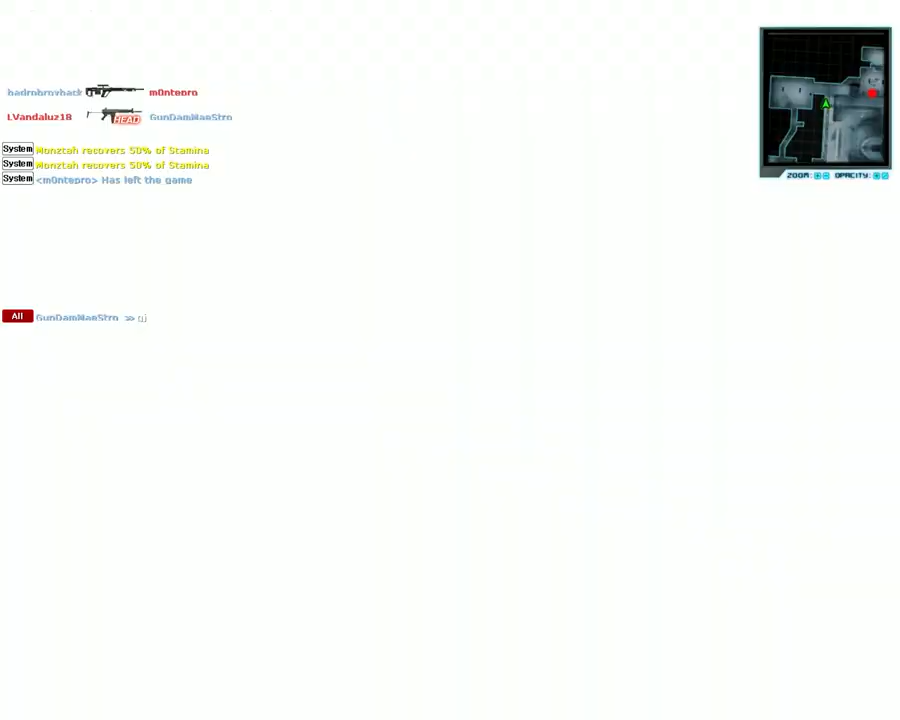 badrobroyhack m0ntepro
LVandaluz18 HEAD GunDamMaeStro
System Monztah recovers 50% of Stamina
System Monztah recovers 50% of Stamina
System <m0ntepro> Has left the game
All GunDamMaeStro >> gj
ZOOM: OPACITY: